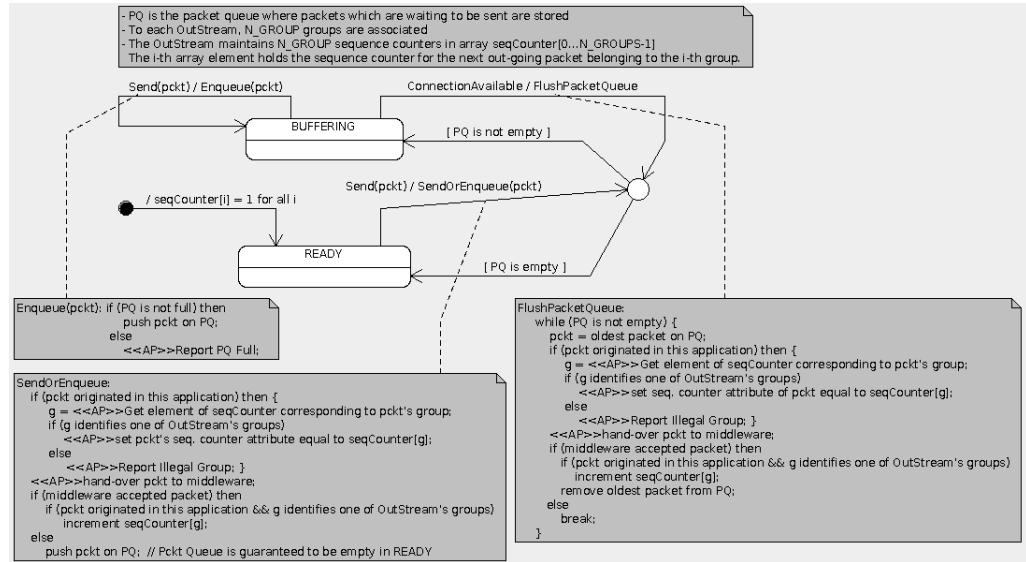 - PQ is the packet queue where packets which are waiting to be sent are stored
- To each OutStream, N_GROUP groups are associated
- The OutStream maintains N_GROUP sequence counters in array seqCounter[0...N_GROUPS-1]
The i-th array element holds the sequence counter for the next out-going packet belonging to the i-th group.
Send(pckt) / Enqueue(pckt)
ConnectionAvailable / FlushPacketQueue
BUFFERING
[ PQ is not empty ]
Send(pckt) / SendOrEnqueue(pckt)
/ seqCounter[i] = 1 for all i
READY
[ PQ is empty ]
Enqueue(pckt): if (PQ is not full) then
push pckt on PQ;
else
<<AP>>Report PQ Full;
SendOrEnqueue:
if (pckt originated in this application) then {
g = <<AP>>Get element of seqCounter corresponding to pckt's group;
if (g identifies one of OutStream's groups)
<<AP>>set pckt's seq. counter attribute equal to seqCounter[g];
else
<<AP>>Report Illegal Group; }
<<AP>>hand-over pckt to middleware;
if (middleware accepted packet) then
if (pckt originated in this application && g identifies one of OutStream's groups)
increment seqCounter[g];
else
push pckt on PQ; // Pckt Queue is guaranteed to be empty in READY
FlushPacketQueue:
while (PQ is not empty) {
pckt = oldest packet on PQ;
if (pckt originated in this application) then {
g = <<AP>>Get element of seqCounter corresponding to pckt's group;
if (g identifies one of OutStream's groups)
<<AP>>set seq. counter attribute of pckt equal to seqCounter[g];
else
<<AP>>Report Illegal Group; }
<<AP>>hand-over pckt to middleware;
if (middleware accepted packet) then
if (pckt originated in this application && g identifies one of OutStream's groups)
increment seqCounter[g];
remove oldest packet from PQ;
else
break;
}